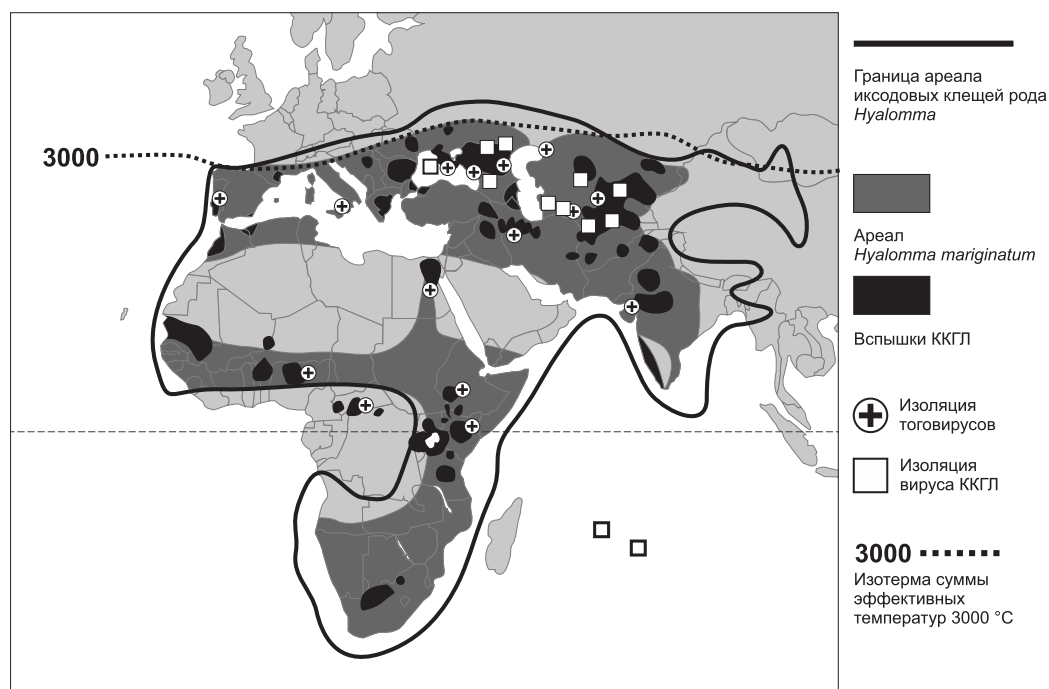 3000
Граница ареала
иксодовых клещей рода
Hyalomma
Ареал
Hyalomma mariginatum
Вспышки ККГЛ
Изоляция
тоговирусов
Изоляция
вируса ККГЛ
3000
Изотерма суммы
эффективных
температур 3000 °С